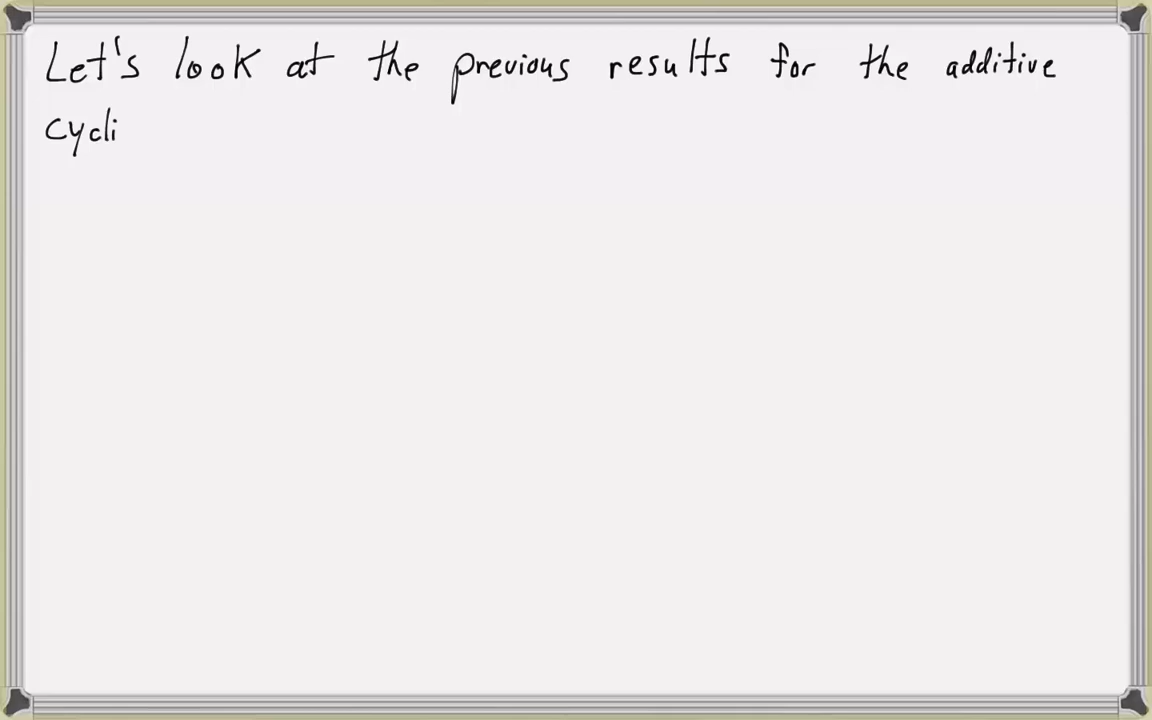 Let's look at the previous results for the additive
cycli